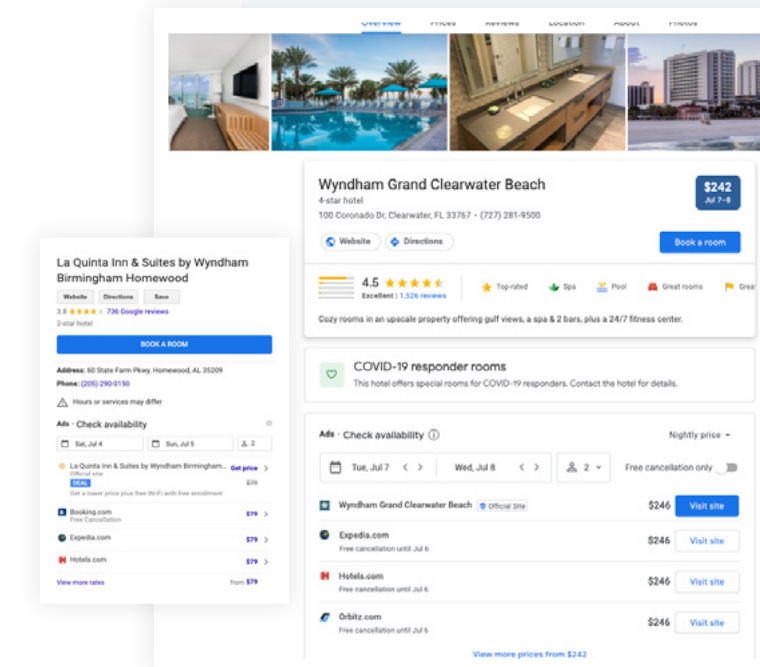 Overview Prices Reviews Location About Photos
Wyndham Grand Clearwater Beach
4-star hotel
100 Coronado Dr, Clearwater, FL 33767 • (727) 281-9500
$242
Jul 7-8
Website Directions
Book a room
4.5
Excellent | 1,526 reviews
Top-rated Spa Pool Great rooms Grea
Cozy rooms in an upscale property offering gulf views, a spa & 2 bars, plus a 24/7 fitness center.
COVID-19 responder rooms
This hotel offers special rooms for COVID-19 responders. Contact the hotel for details.
Ads · Check availability
Nightly price
Tue, Jul 7 Wed, Jul 8 2 Free cancellation only
Wyndham Grand Clearwater Beach Official Site $246 Visit site
Expedia.com $246 Visit site
Free cancellation until Jul 6
Hotels.com $246 Visit site
Free cancellation until Jul 6
Orbitz.com $246 Visit site
Free cancellation until Jul 6
View more prices from $242
La Quinta Inn & Suites by Wyndham
Birmingham Homewood
Website Directions Save
3.8 736 Google reviews
2-star hotel
BOOK A ROOM
Address: 60 State Farm Pkwy, Homewood, AL 35209
Phone: (205) 290-0150
Hours or services may differ
Ads · Check availability
Sat, Jul 4 Sun, Jul 5 2
La Quinta Inn & Suites by Wyndham Birmingham... Get price
Official site
DEAL $79
Get a lower price plus free Wi-Fi with free enrollment
Booking.com $79
Free Cancellation
Expedia.com $79
Hotels.com $79
View more rates from $79